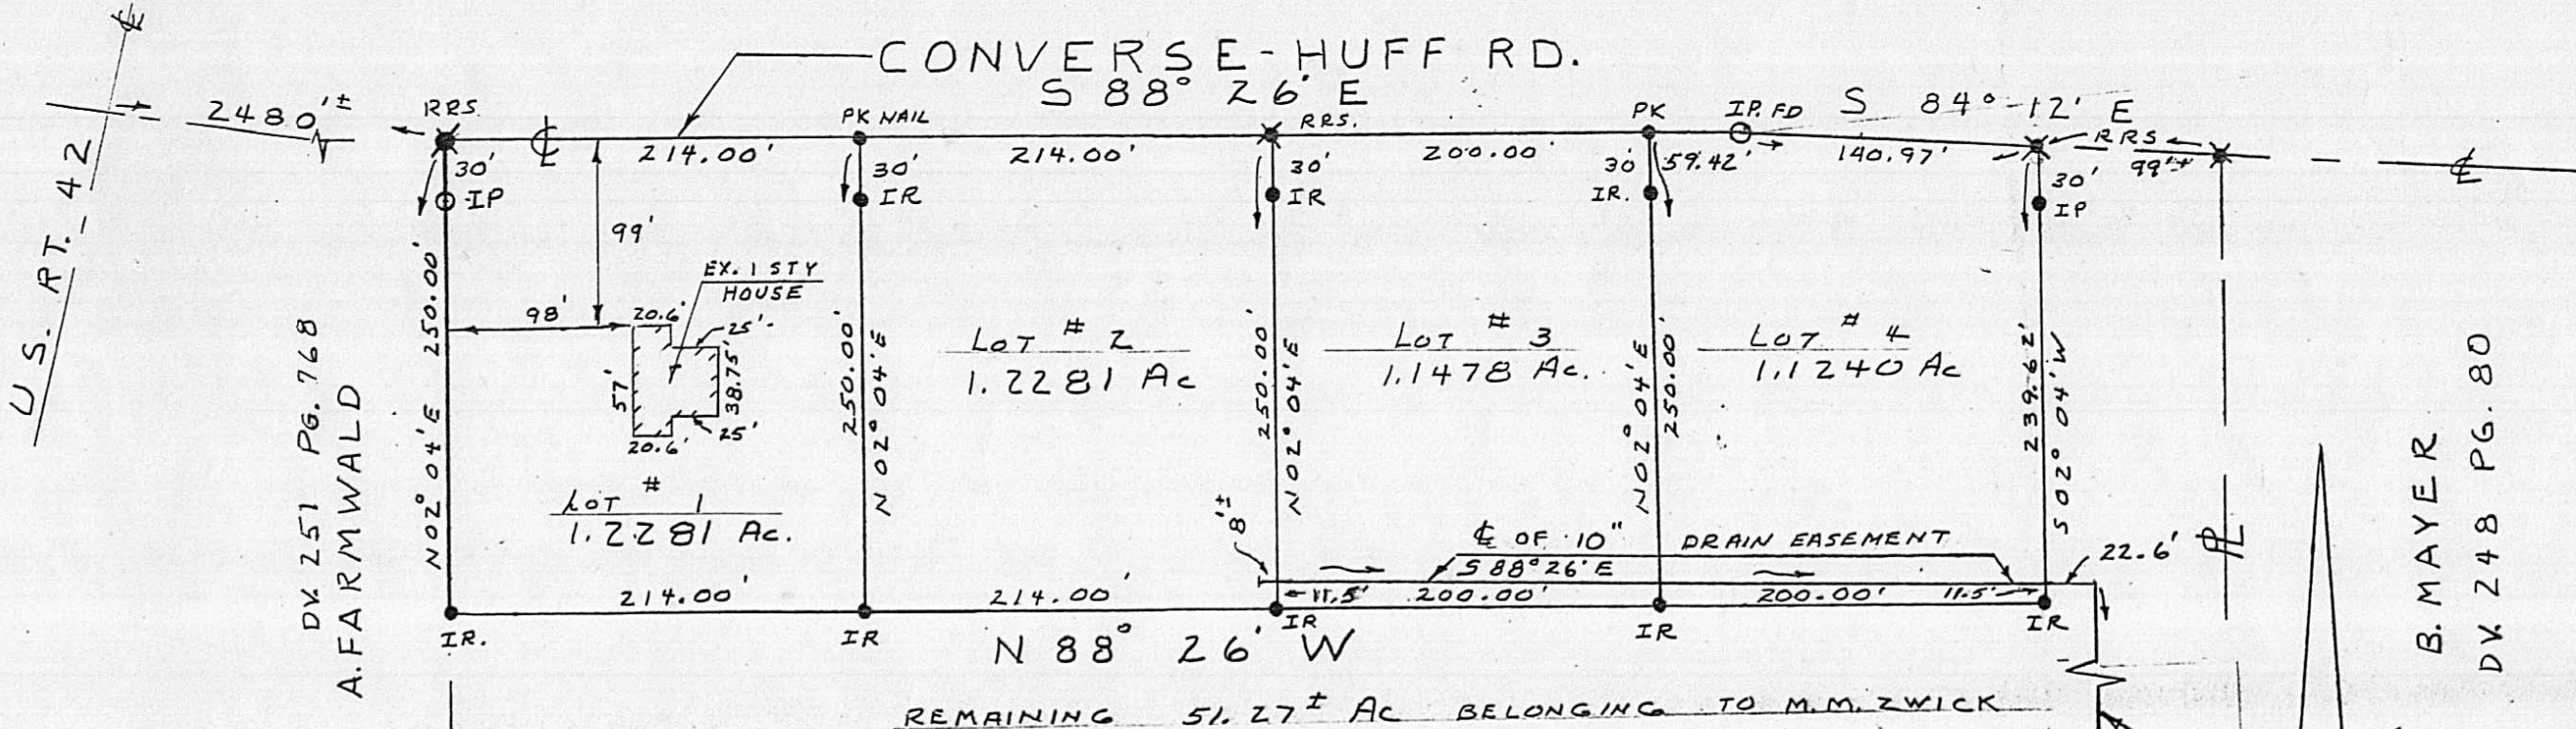 CONVERSE-HUFF RD.
S 88° 26' E
2480'±
RRS.
PK NAIL
RRS.
PK
IP. FD
S 84°-12' E
RRS
℄
℄
℄
214.00'
214.00'
200.00'
59.42'
140.97'
99'±
30'
30'
30'
30'
30'
IP
IR
IR
IR.
IP
U.S. RT. 42
99'
EX. 1 STY
HOUSE
98'
20.6'
25'
57'
38.75'
20.6'
25'
250.00'
N 02° 04' E
250.00'
N 02° 04' E
250.00'
N 02° 04' E
N 02° 04' E
250.00'
239.62'
S 02° 04' W
LOT # 2
1.2281 Ac
LOT # 3
1.1478 Ac.
LOT # 4
1.1240 Ac
LOT # 1
1.2281 Ac.
DV. 251 PG. 768
A. FARMWALD
B. MAYER
DV. 248 PG. 80
8'±
℄ OF 10" DRAIN EASEMENT
S 88° 26' E
22.6'
214.00'
214.00'
11.5'
200.00'
200.00'
11.5'
IR.
IR
IR
IR
IR
N 88° 26' W
REMAINING 51.27± Ac BELONGING TO M.M. ZWICK